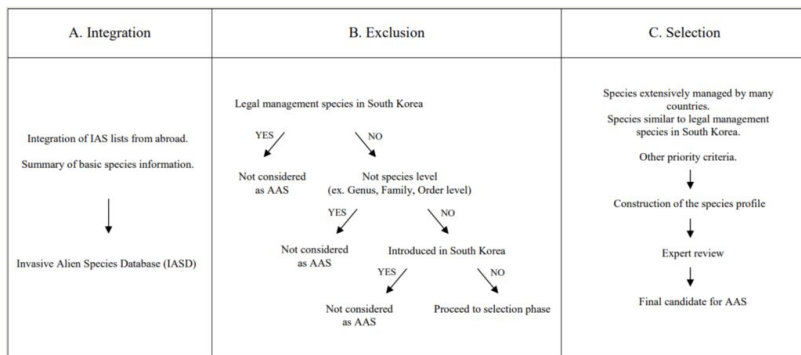 A. Integration
B. Exclusion
C. Selection
Integration of IAS lists from abroad.
Summary of basic species information.
Invasive Alien Species Database (IASD)
Legal management species in South Korea
YES
NO
Not considered
as AAS
Not species level
(ex. Genus, Family, Order level)
YES
NO
Not considered
as AAS
Introduced in South Korea
YES
NO
Not considered
as AAS
Proceed to selection phase
Species extensively managed by many
countries.
Species similar to legal management
species in South Korea.
Other priority criteria.
Construction of the species profile
Expert review
Final candidate for AAS